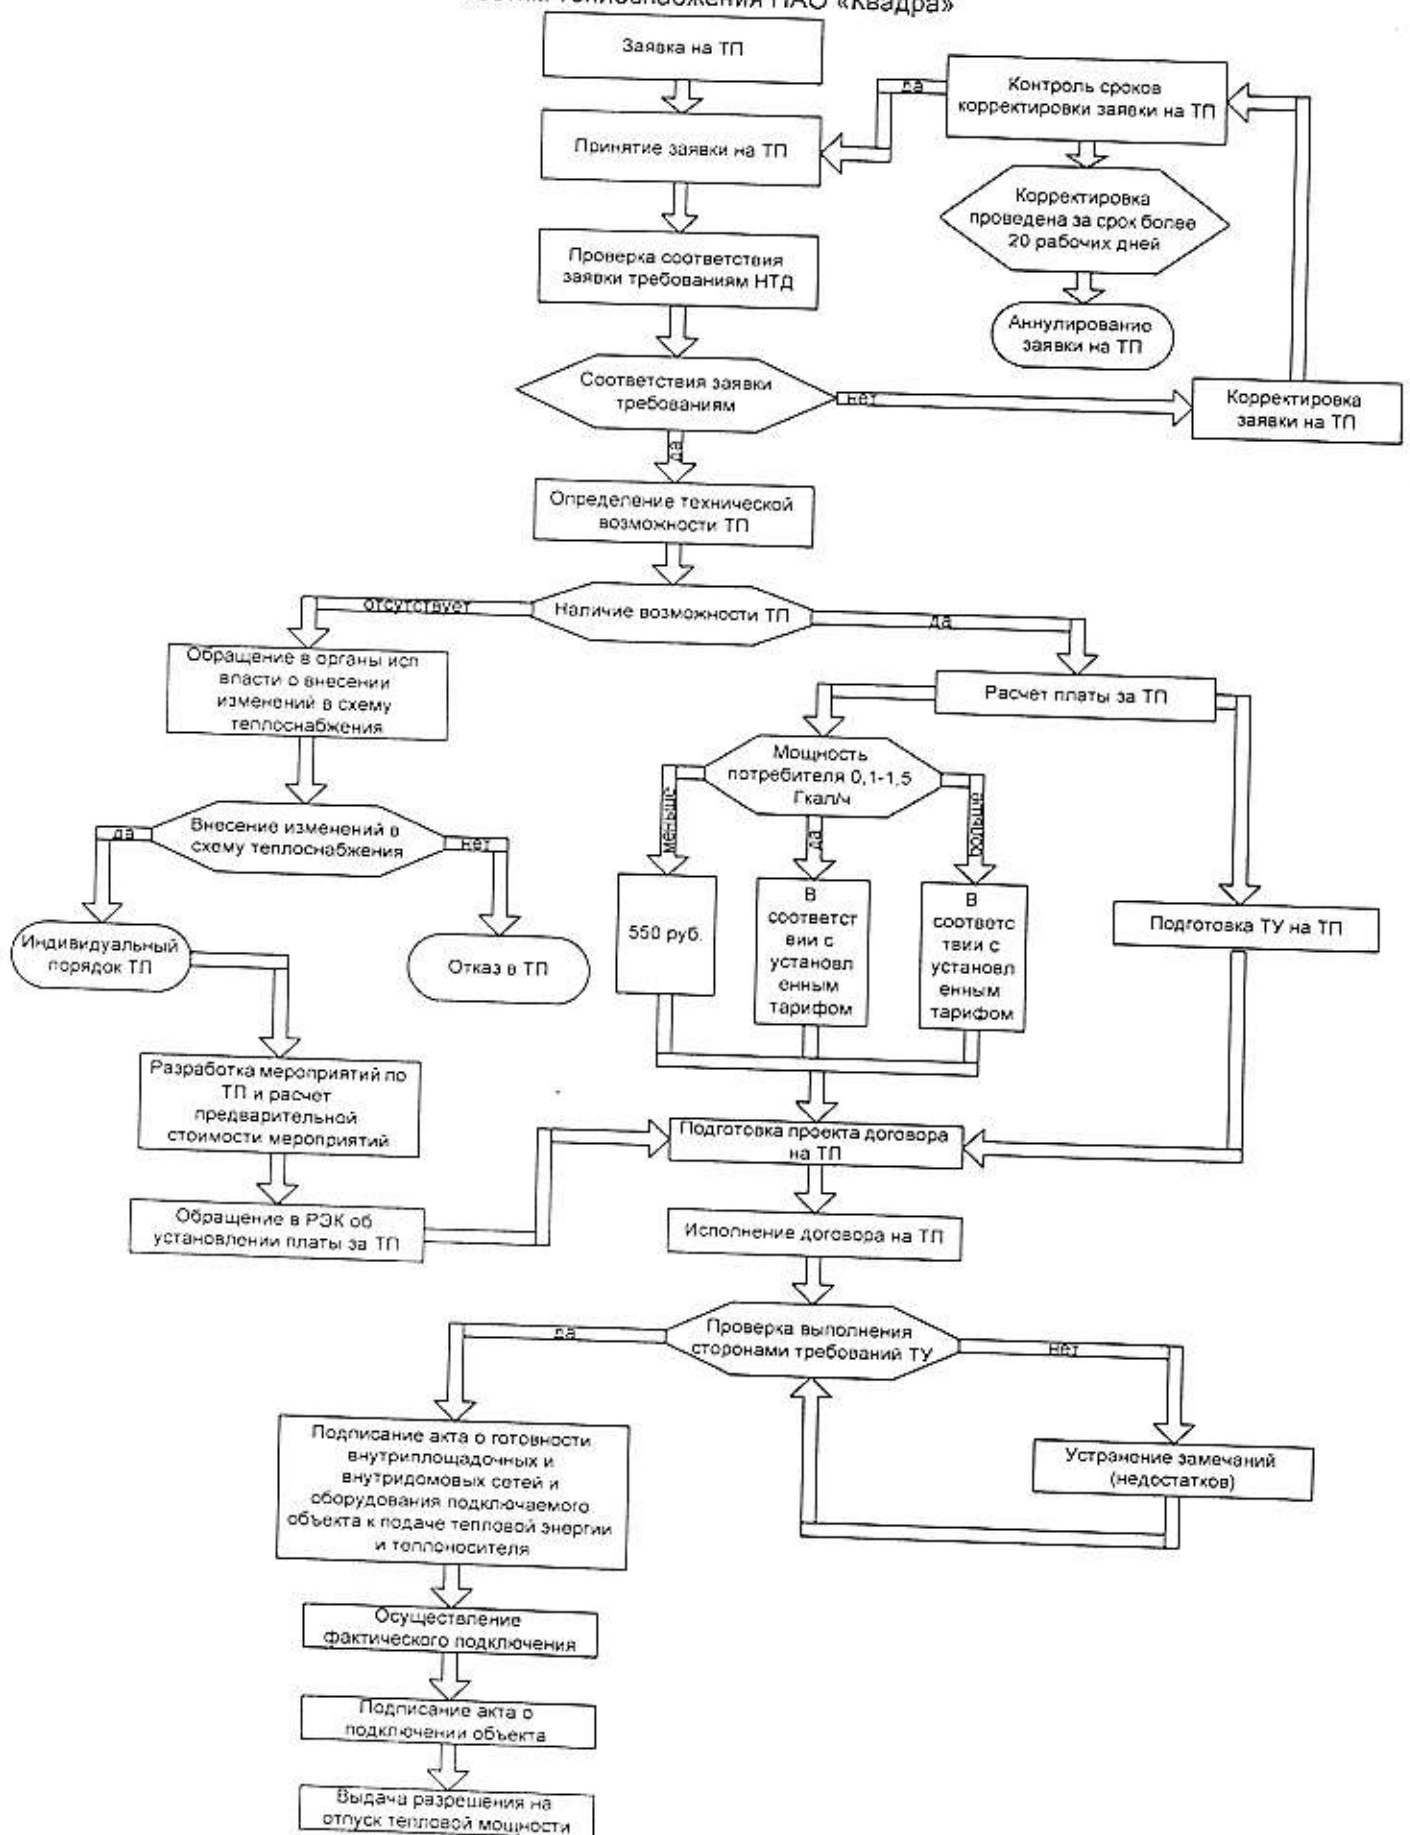 теплоснабжения ПАО «Квадра»
Заявка на ТП
Контроль сроков
корректировки заявки на ТП
да
Принятие заявки на ТП
Корректировка
проведена за срок более
20 рабочих дней
Проверка соответствия
заявки требованиям НТД
Аннулирование
заявки на ТП
Соответствия заявки
требованиям
нет
Корректировка
заявки на ТП
да
Определение технической
возможности ТП
отсутствует
Наличие возможности ТП
да
Обращение в органы исп
власти о внесении
изменений в схему
теплоснабжения
Расчет платы за ТП
Мощность
потребителя 0,1-1,5
Гкал/ч
меньше
да
больше
да
Внесение изменений в
схему теплоснабжения
нет
550 руб.
В
соответст
вии с
установл
енным
тарифом
В
соответс
твии с
установл
енным
тарифом
Подготовка ТУ на ТП
Индивидуальный
порядок ТП
Отказ в ТП
Разработка мероприятий по
ТП и расчет
предварительной
стоимости мероприятий
Подготовка проекта договора
на ТП
Обращение в РЭК об
установлении платы за ТП
Исполнение договора на ТП
да
Проверка выполнения
сторонами требований ТУ
нет
Подписание акта о готовности
внутриплощадочных и
внутридомовых сетей и
оборудования подключаемого
объекта к подаче тепловой энергии
и теплоносителя
Устранение замечаний
(недостатков)
Осуществление
фактического подключения
Подписание акта о
подключении объекта
Выдача разрешения на
отпуск тепловой мощности